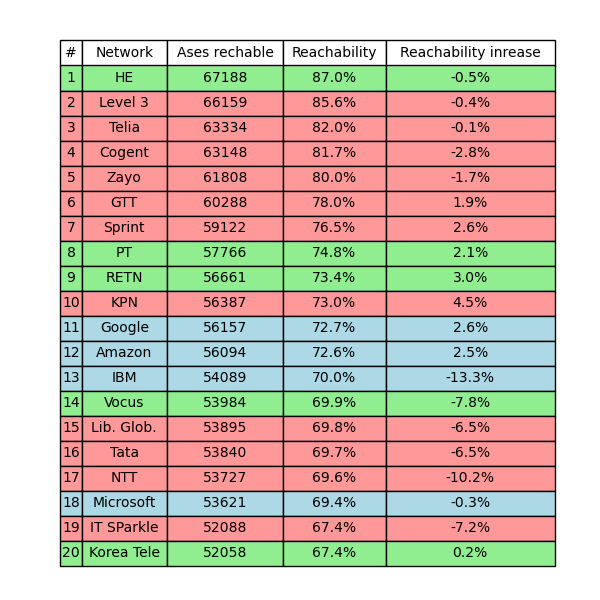 # Network Ases rechable Reachability Reachability inrease
1 HE 67188 87.0% -0.5%
2 Level 3 66159 85.6% -0.4%
3 Telia 63334 82.0% -0.1%
4 Cogent 63148 81.7% -2.8%
5 Zayo 61808 80.0% -1.7%
6 GTT 60288 78.0% 1.9%
7 Sprint 59122 76.5% 2.6%
8 PT 57766 74.8% 2.1%
9 RETN 56661 73.4% 3.0%
10 KPN 56387 73.0% 4.5%
11 Google 56157 72.7% 2.6%
12 Amazon 56094 72.6% 2.5%
13 IBM 54089 70.0% -13.3%
14 Vocus 53984 69.9% -7.8%
15 Lib. Glob. 53895 69.8% -6.5%
16 Tata 53840 69.7% -6.5%
17 NTT 53727 69.6% -10.2%
18 Microsoft 53621 69.4% -0.3%
19 IT SParkle 52088 67.4% -7.2%
20 Korea Tele 52058 67.4% 0.2%